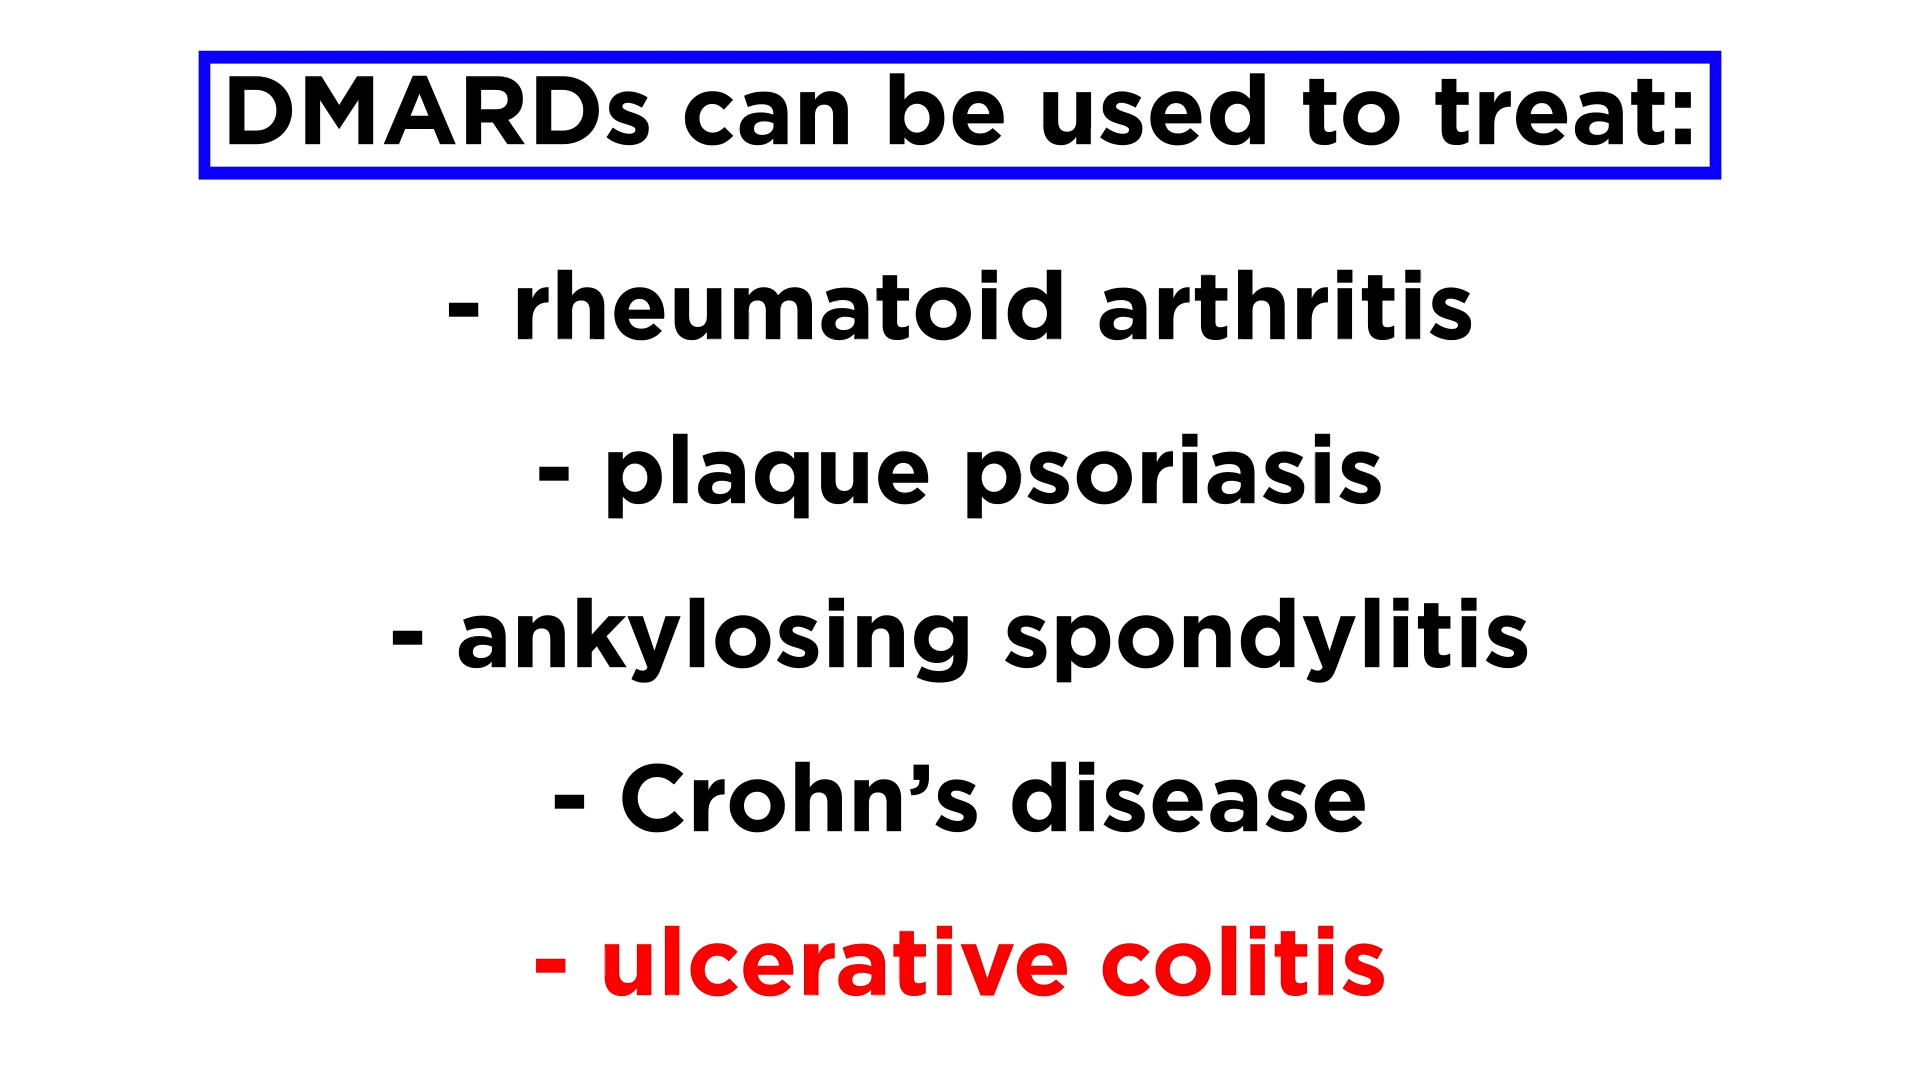 DMARDs can be used to treat:
- rheumatoid arthritis
- plaque psoriasis
- ankylosing spondylitis
- Crohn’s disease
- ulcerative colitis